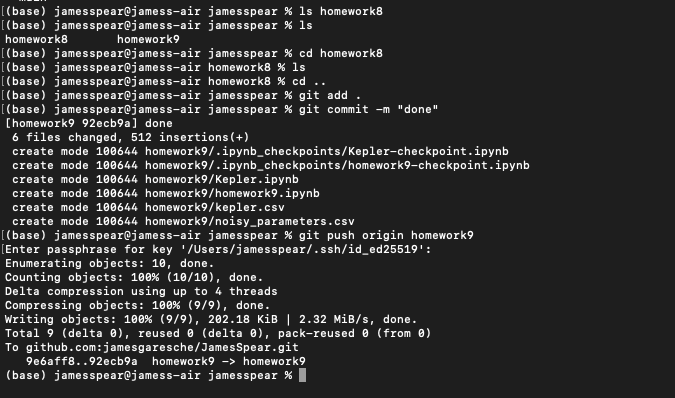 (base) jamesspear@jamess-air jamesspear % ls homework8
(base) jamesspear@jamess-air jamesspear % ls
homework8       homework9
(base) jamesspear@jamess-air jamesspear % cd homework8
(base) jamesspear@jamess-air homework8 % ls
(base) jamesspear@jamess-air homework8 % cd ..
(base) jamesspear@jamess-air jamesspear % git add .
(base) jamesspear@jamess-air jamesspear % git commit -m "done"
[homework9 92ecb9a] done
 6 files changed, 512 insertions(+)
 create mode 100644 homework9/.ipynb_checkpoints/Kepler-checkpoint.ipynb
 create mode 100644 homework9/.ipynb_checkpoints/homework9-checkpoint.ipynb
 create mode 100644 homework9/Kepler.ipynb
 create mode 100644 homework9/homework9.ipynb
 create mode 100644 homework9/kepler.csv
 create mode 100644 homework9/noisy_parameters.csv
(base) jamesspear@jamess-air jamesspear % git push origin homework9
Enter passphrase for key '/Users/jamesspear/.ssh/id_ed25519':
Enumerating objects: 10, done.
Counting objects: 100% (10/10), done.
Delta compression using up to 4 threads
Compressing objects: 100% (9/9), done.
Writing objects: 100% (9/9), 202.18 KiB | 2.32 MiB/s, done.
Total 9 (delta 0), reused 0 (delta 0), pack-reused 0 (from 0)
To github.com:jamesgaresche/JamesSpear.git
   9e6aff8..92ecb9a  homework9 -> homework9
(base) jamesspear@jamess-air jamesspear %